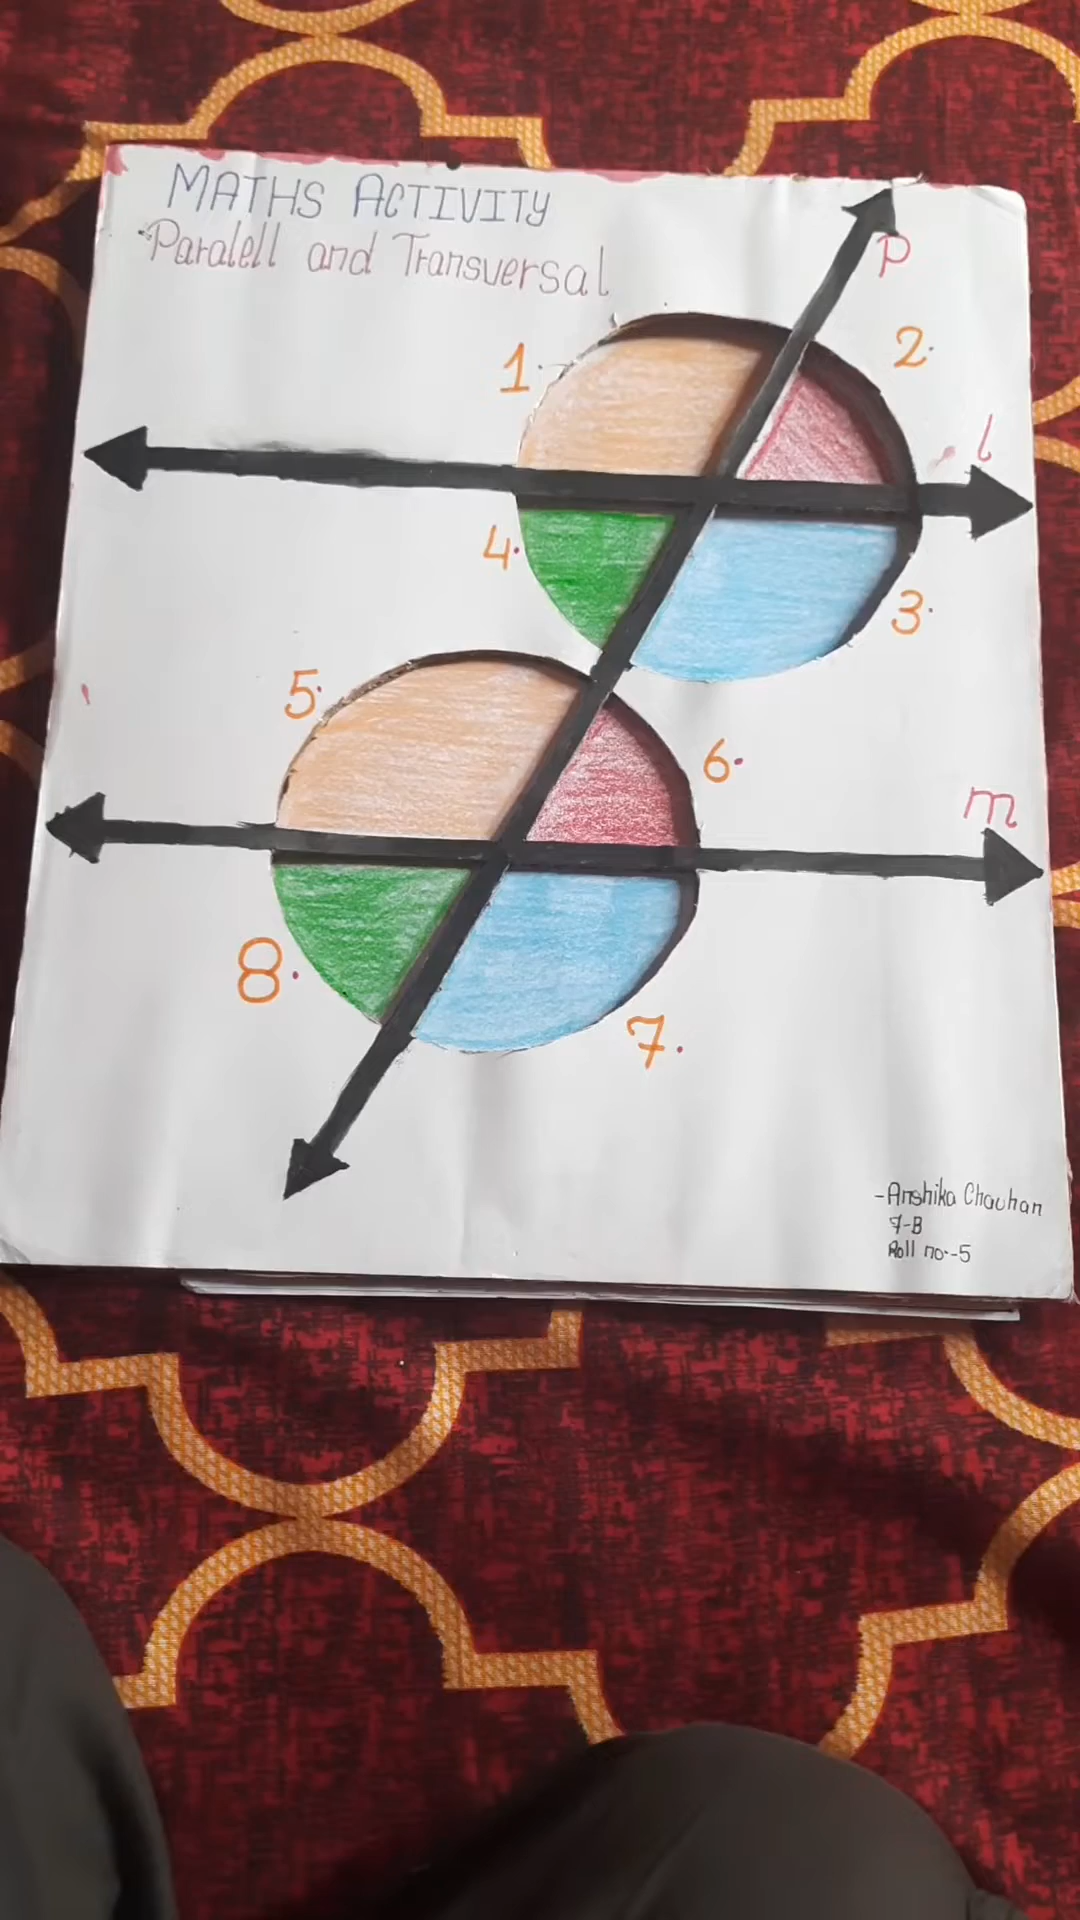 MATHS ACTIVITY
Paralell and Transversal
p
1.
2.
l
4.
3.
5.
6.
m
8.
7.
-Anshika Chauhan
7-B
Roll no.-5